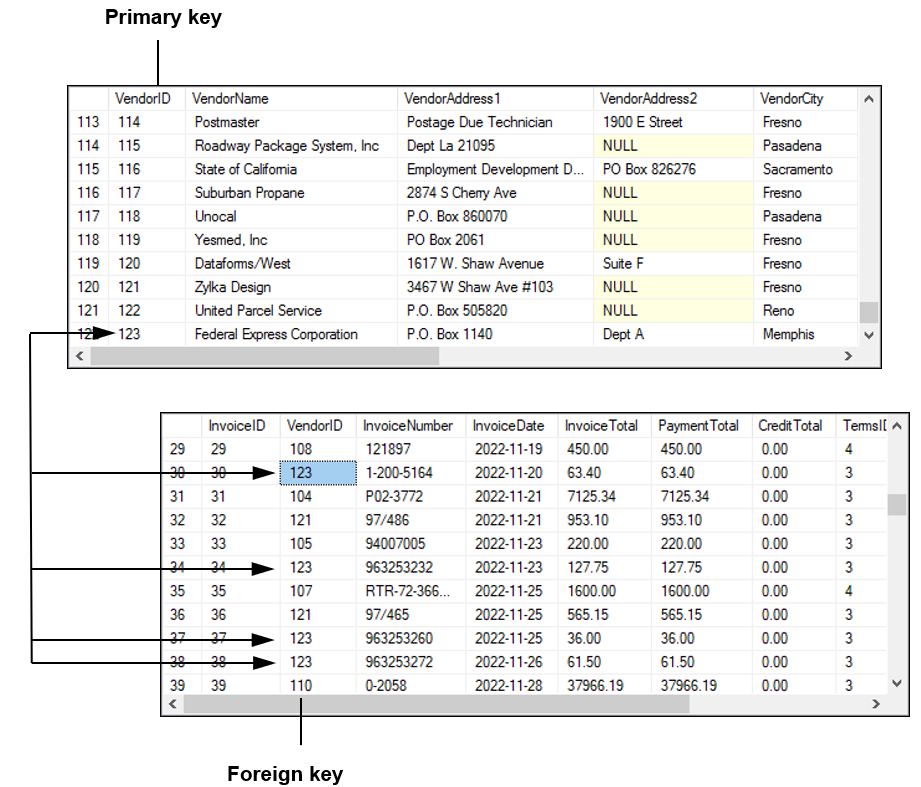 Primary key
VendorID VendorName VendorAddress1 VendorAddress2 VendorCity
113 114 Postmaster Postage Due Technician 1900 E Street Fresno
114 115 Roadway Package System, Inc Dept La 21095 NULL Pasadena
115 116 State of California Employment Development D... PO Box 826276 Sacramento
116 117 Suburban Propane 2874 S Cherry Ave NULL Fresno
117 118 Unocal P.O. Box 860070 NULL Pasadena
118 119 Yesmed, Inc PO Box 2061 NULL Fresno
119 120 Dataforms/West 1617 W. Shaw Avenue Suite F Fresno
120 121 Zylka Design 3467 W Shaw Ave #103 NULL Fresno
121 122 United Parcel Service P.O. Box 505820 NULL Reno
122 123 Federal Express Corporation P.O. Box 1140 Dept A Memphis
InvoiceID VendorID InvoiceNumber InvoiceDate InvoiceTotal PaymentTotal CreditTotal TermsID
29 29 108 121897 2022-11-19 450.00 450.00 0.00 4
30 30 123 1-200-5164 2022-11-20 63.40 63.40 0.00 3
31 31 104 P02-3772 2022-11-21 7125.34 7125.34 0.00 3
32 32 121 97/486 2022-11-21 953.10 953.10 0.00 3
33 33 105 94007005 2022-11-23 220.00 220.00 0.00 3
34 34 123 963253232 2022-11-23 127.75 127.75 0.00 3
35 35 107 RTR-72-366... 2022-11-25 1600.00 1600.00 0.00 4
36 36 121 97/465 2022-11-25 565.15 565.15 0.00 3
37 37 123 963253260 2022-11-25 36.00 36.00 0.00 3
38 38 123 963253272 2022-11-26 61.50 61.50 0.00 3
39 39 110 0-2058 2022-11-28 37966.19 37966.19 0.00 3
Foreign key